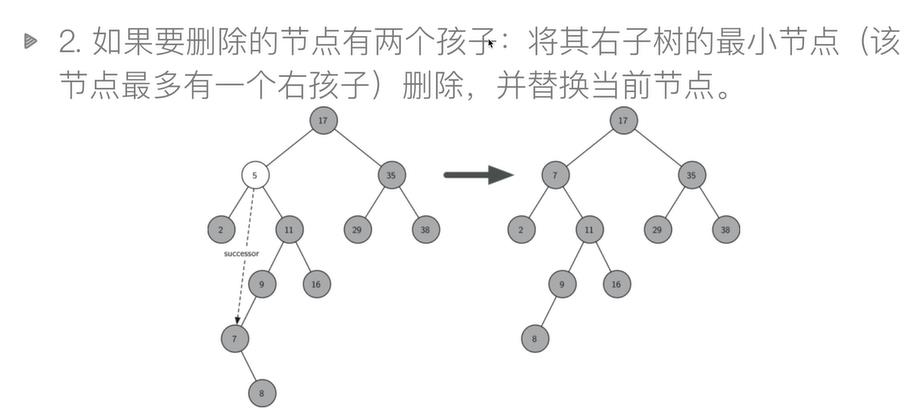 2. 如果要删除的节点有两个孩子：将其右子树的最小节点（该
节点最多有一个右孩子）删除，并替换当前节点。
17 17
5 35 7 35
2 11 29 38 2 11 29 38
successor
9 16 9 16
7 8
8